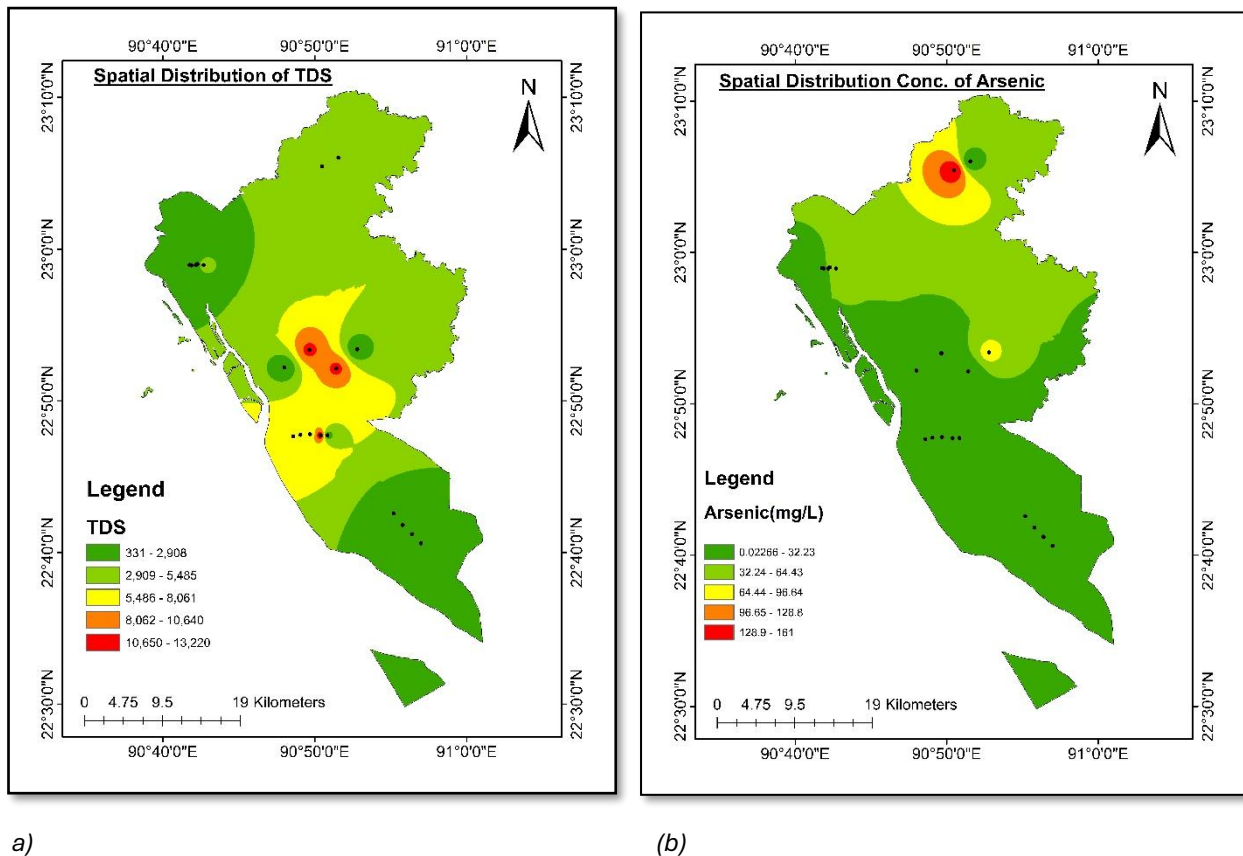 90°40'0"E 90°50'0"E 91°0'0"E
Spatial Distribution of TDS
N
23°10'0"N
23°0'0"N
22°50'0"N
22°40'0"N
22°30'0"N
23°10'0"N
23°0'0"N
22°50'0"N
22°40'0"N
22°30'0"N
Legend
TDS
331 - 2,908
2,909 - 5,485
5,486 - 8,061
8,062 - 10,640
10,650 - 13,220
0 4.75 9.5 19 Kilometers
90°40'0"E 90°50'0"E 91°0'0"E
a)
90°40'0"E 90°50'0"E 91°0'0"E
Spatial Distribution Conc. of Arsenic
N
23°10'0"N
23°0'0"N
22°50'0"N
22°40'0"N
22°30'0"N
23°10'0"N
23°0'0"N
22°50'0"N
22°40'0"N
22°30'0"N
Legend
Arsenic(mg/L)
0.02266 - 32.23
32.24 - 64.43
64.44 - 96.64
96.65 - 128.8
128.9 - 161
0 4.75 9.5 19 Kilometers
90°40'0"E 90°50'0"E 91°0'0"E
(b)